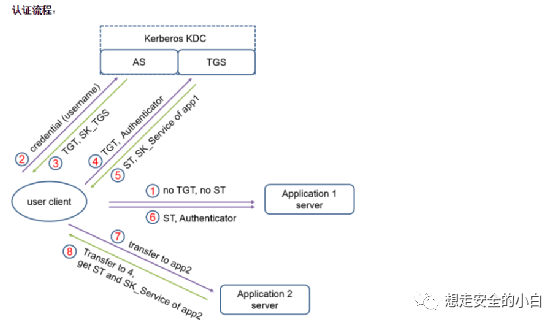 认证流程:
Kerberos KDC
AS
TGS
② credential (username)
③ TGT, SK_TGS
④ TGT, Authenticator
⑤ ST, SK_Service of app1
① no TGT, no ST
⑥ ST, Authenticator
user client
Application 1
server
⑦ transfer to app2
⑧ Transfer to 4,
get ST and SK_Service of app2
Application 2
server
想走安全的小白